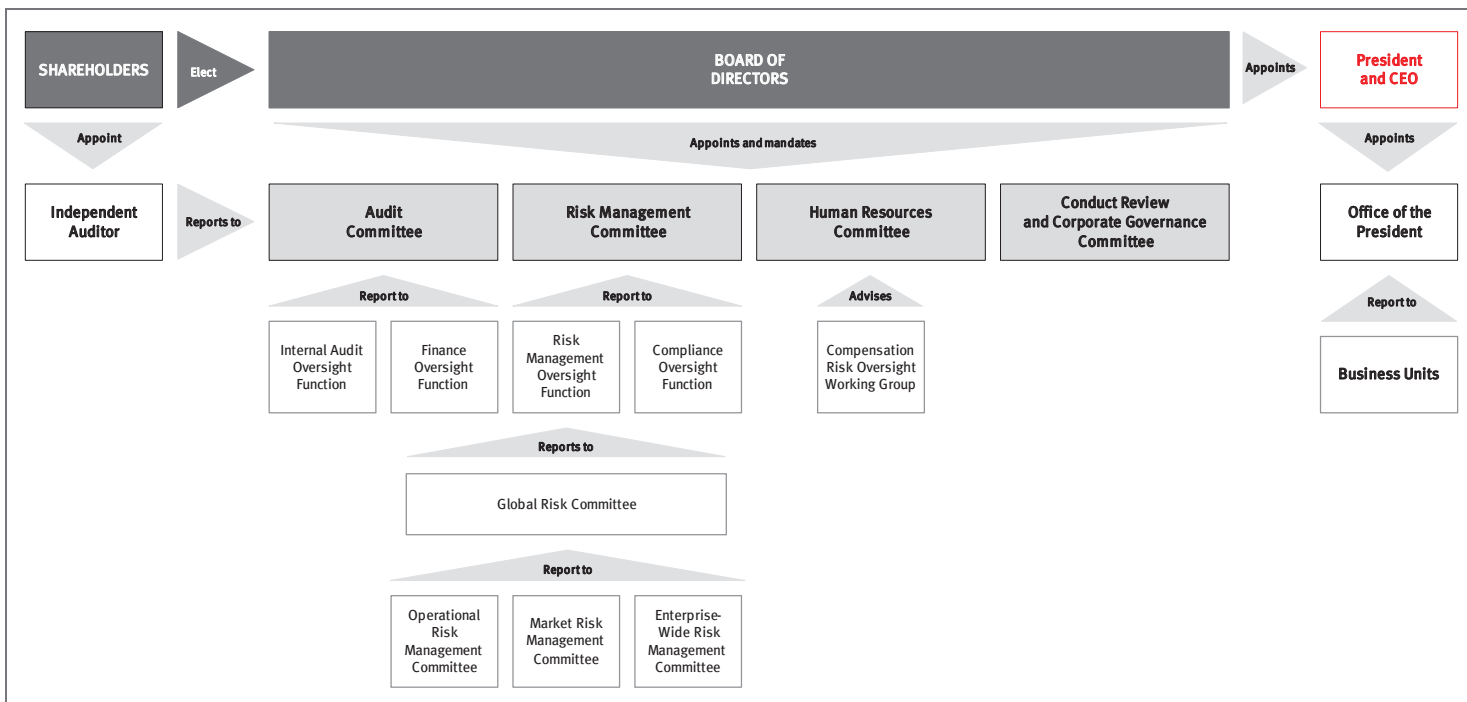 SHAREHOLDERS
Elect
BOARD OF
DIRECTORS
Appoints
President
and CEO
Appoint
Appoints and mandates
Appoints
Independent
Auditor
Reports to
Audit
Committee
Risk Management
Committee
Human Resources
Committee
Conduct Review
and Corporate Governance
Committee
Office of the
President
Report to
Report to
Advises
Report to
Internal Audit
Oversight
Function
Finance
Oversight
Function
Risk
Management
Oversight
Function
Compliance
Oversight
Function
Compensation
Risk Oversight
Working Group
Business Units
Reports to
Global Risk Committee
Report to
Operational
Risk
Management
Committee
Market Risk
Management
Committee
Enterprise-
Wide Risk
Management
Committee